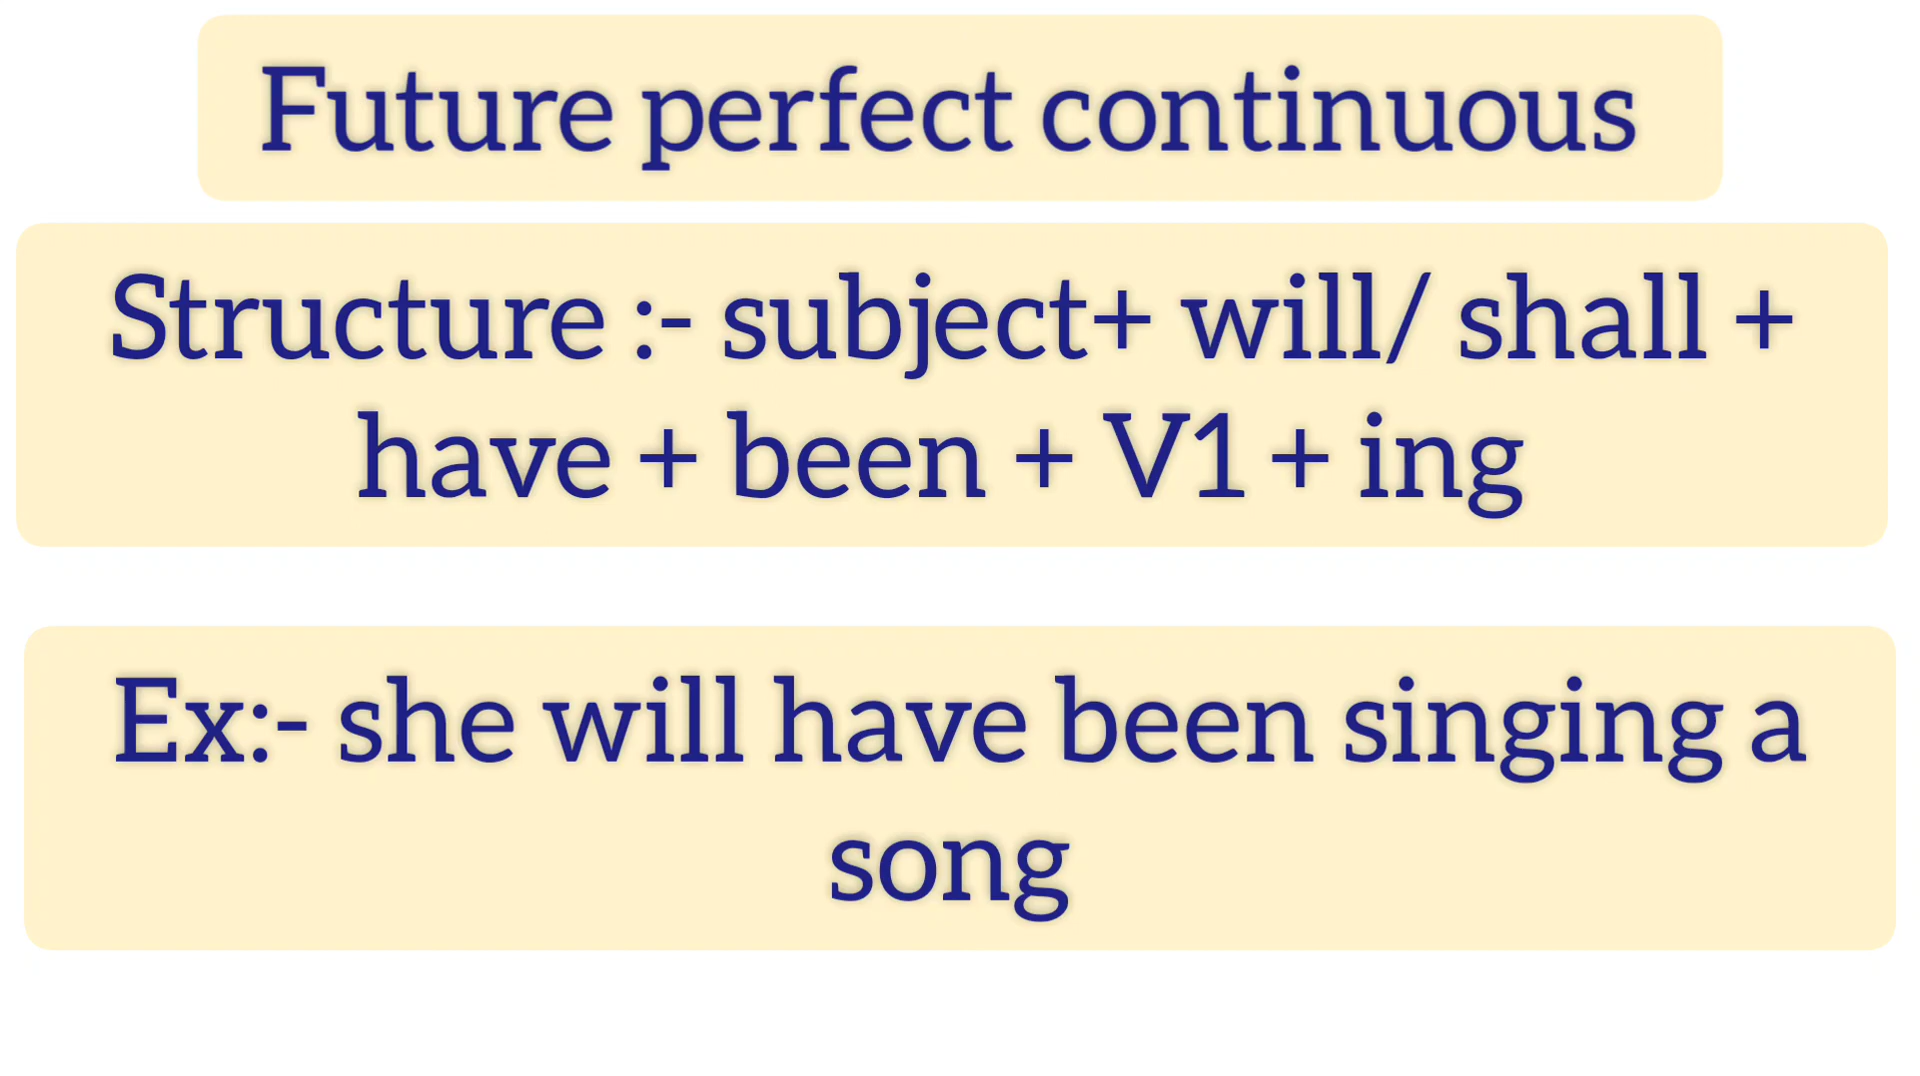 Future perfect continuous
Structure :- subject+ will/ shall +
have + been + V1 + ing
Ex:- she will have been singing a
song